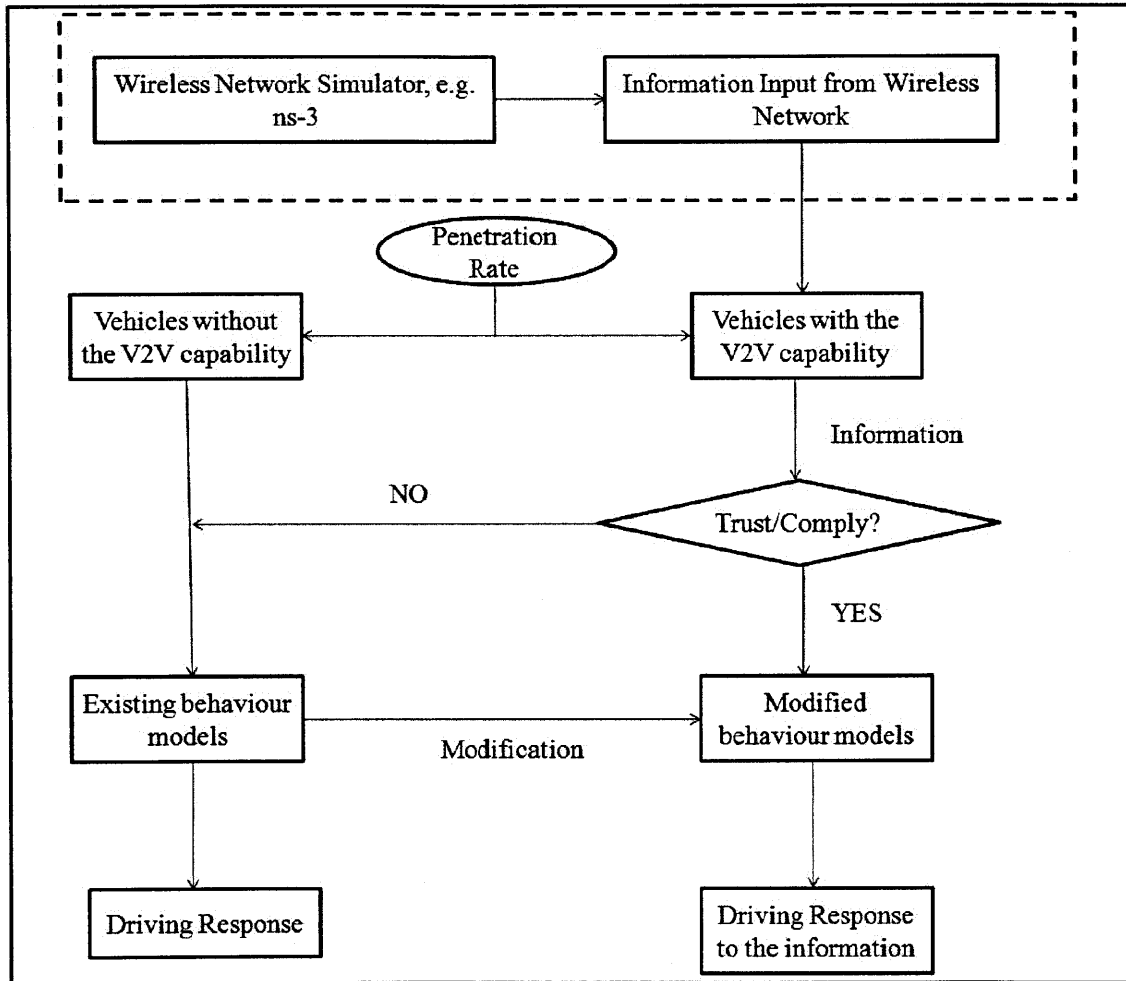 Wireless Network Simulator, e.g.
ns-3
Information Input from Wireless
Network
Penetration
Rate
Vehicles without
the V2V capability
Vehicles with the
V2V capability
Information
NO
Trust/Comply?
YES
Existing behaviour
models
Modification
Modified
behaviour models
Driving Response
Driving Response
to the information